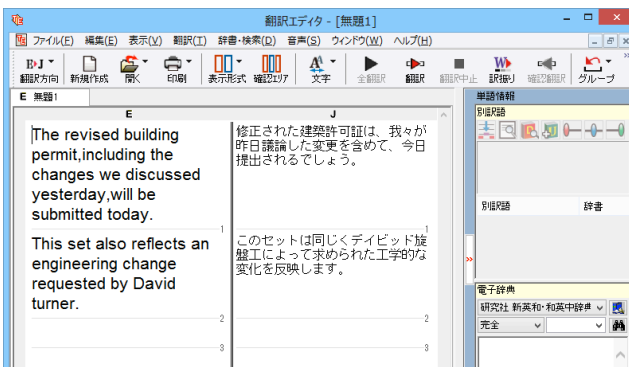 翻訳エディタ - [無題1]
ファイル(F) 編集(E) 表示(V) 翻訳(T) 辞書・検索(D) 音声(S) ウィンドウ(W) ヘルプ(H)
E▸J
翻訳方向 新規作成 開く 印刷 表示形式 確認エリア 文字 全翻訳 翻訳 翻訳中止 訳振り 確認翻訳 グループ
E 無題1
単語情報
別訳語
E J
The revised building
permit,including the
changes we discussed
yesterday,will be
submitted today.
修正された建築許可証は、我々が
昨日議論した変更を含めて、今日
提出されるでしょう。
1 1
This set also reflects an
engineering change
requested by David
turner.
このセットは同じくデイビッド旋
盤工によって求められた工学的な
変化を反映します。
2 2
3 3
別訳語 辞書
電子辞典
研究社 新英和・和英中辞典
完全